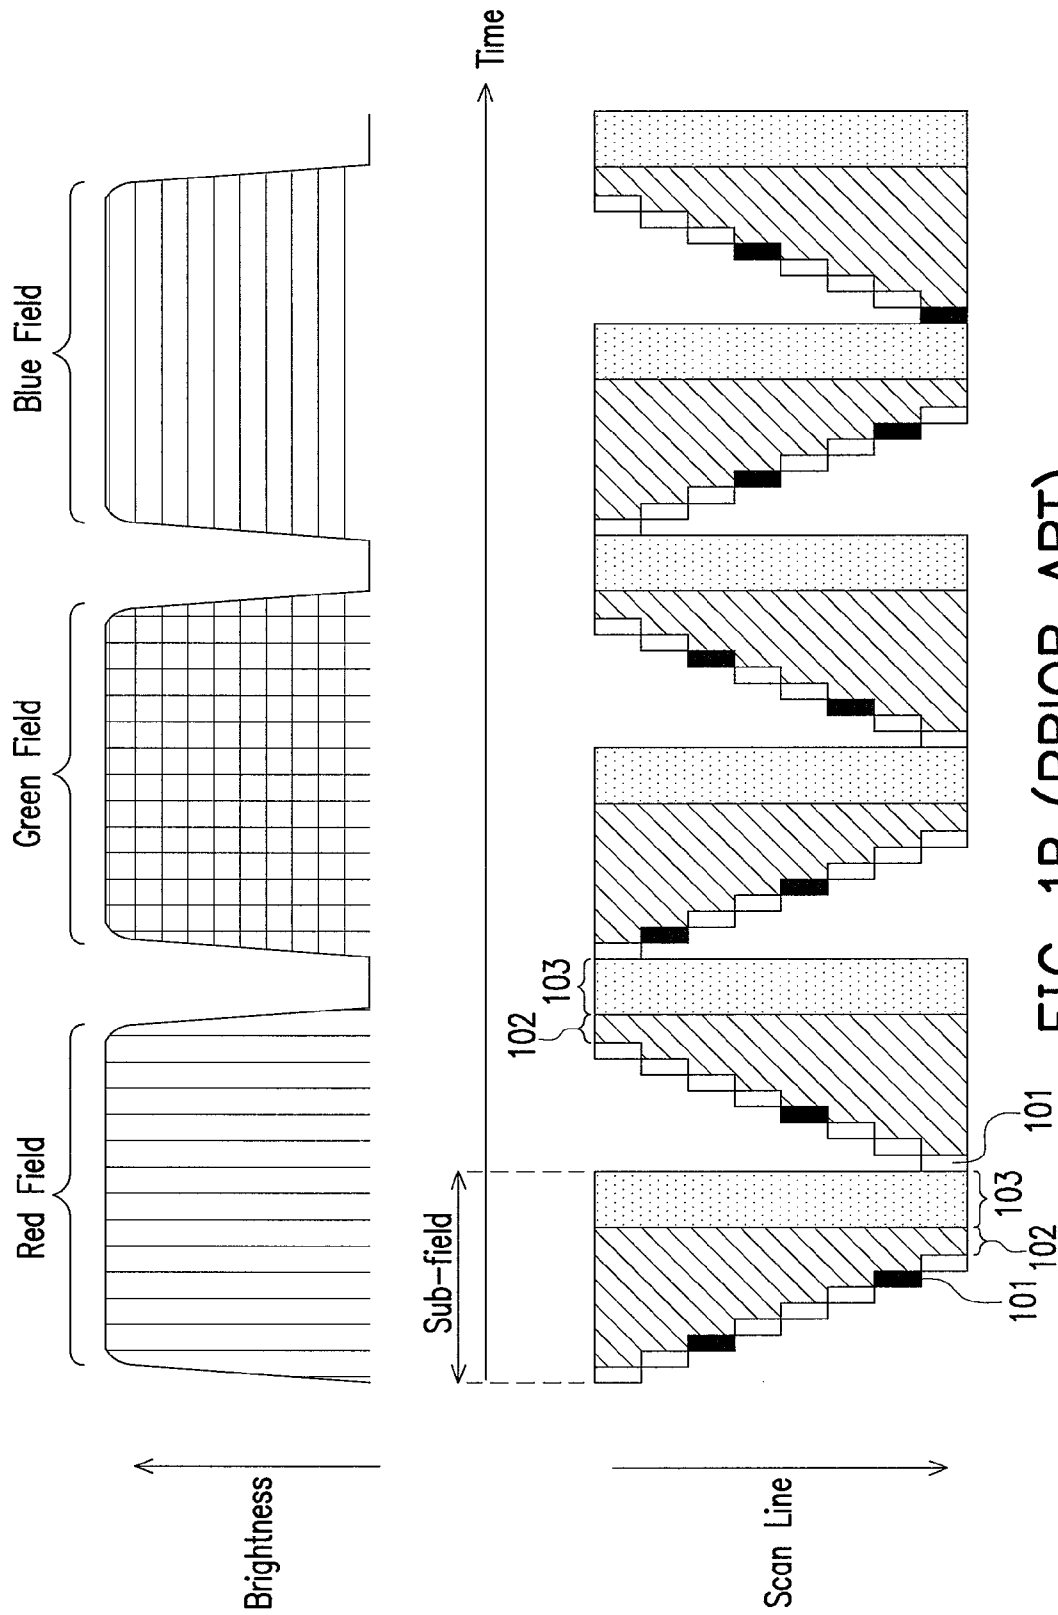 Red Field
Green Field
Blue Field
Brightness
Time
Sub-field
102
103
Scan Line
101
102
103
101
FIG. 1B (PRIOR ART)